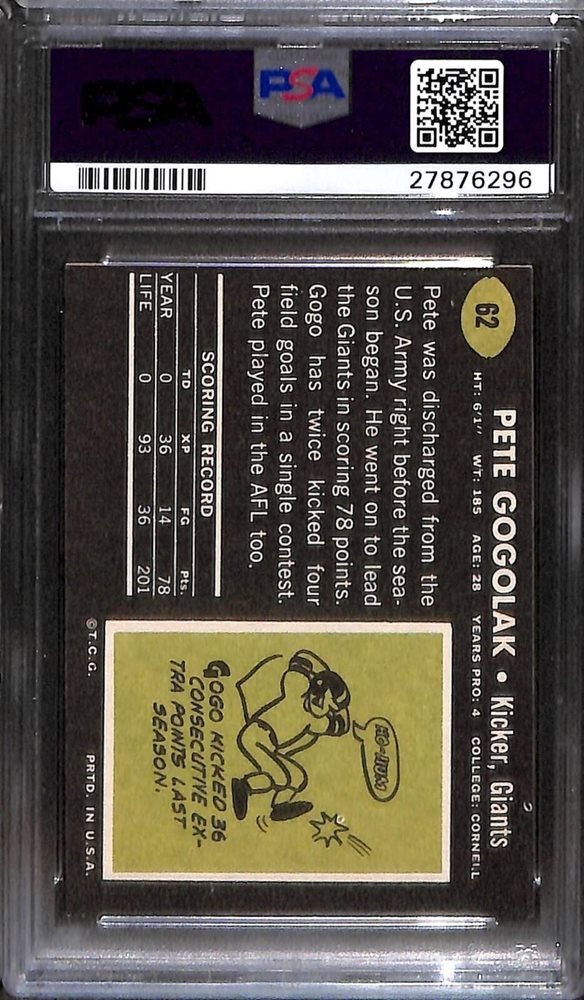 PSA
PSA
27876296
62
PETE GOGOLAK • Kicker, Giants
HT: 6'1" WT: 185 AGE: 28 YEARS PRO: 4 COLLEGE: CORNELL
Pete was discharged from the
U.S. Army right before the sea-
son began. He went on to lead
the Giants in scoring 78 points.
Gogo has twice kicked four
field goals in a single contest.
Pete played in the AFL too.
SCORING RECORD
TD XP FG Pts.
YEAR 0 36 14 78
LIFE 0 93 36 201
HO-HUM
GOGO KICKED 36
CONSECUTIVE EX-
TRA POINTS LAST
SEASON.
©T.C.G. PRTD. IN U.S.A.